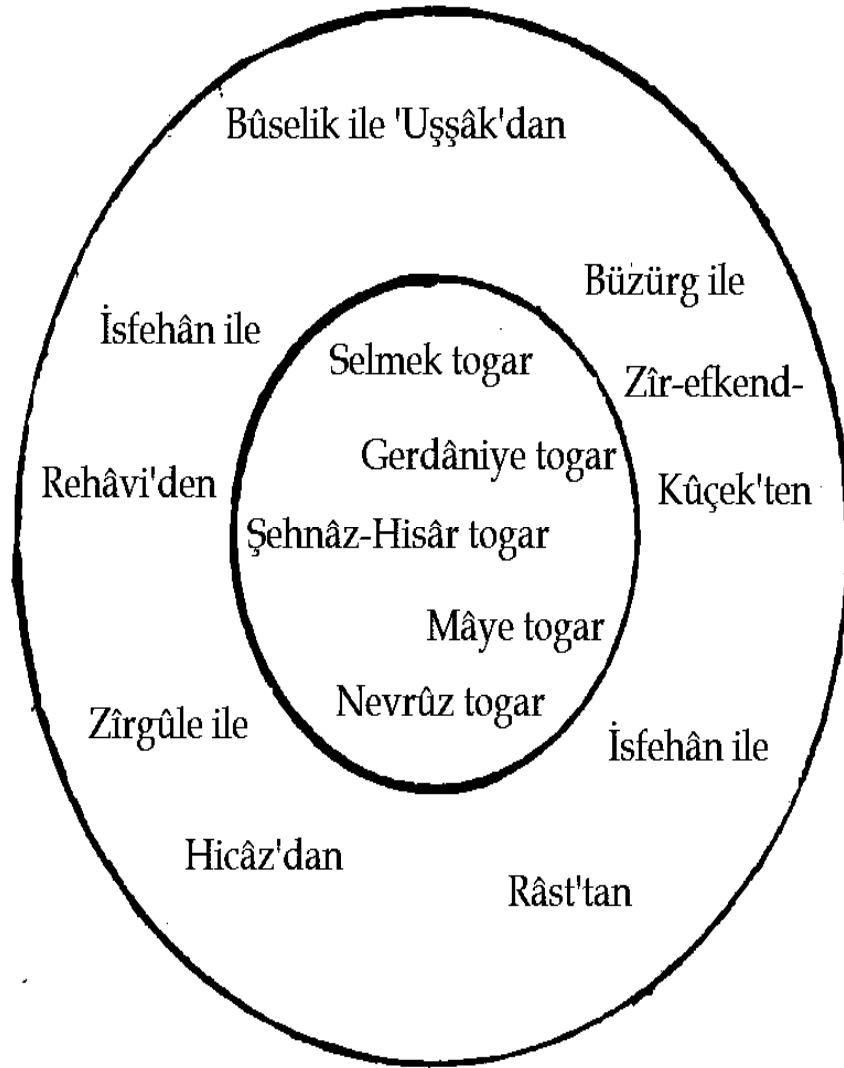 Bûselik ile 'Uşşâk'dan
Büzürg ile
Zîr-efkend-
Kûçek'ten
İsfehân ile
Rehâvi'den
Selmek togar
Gerdâniye togar
Şehnâz-Hisâr togar
Mâye togar
Nevrûz togar
Zîrgûle ile
Hicâz'dan
İsfehân ile
Râst'tan